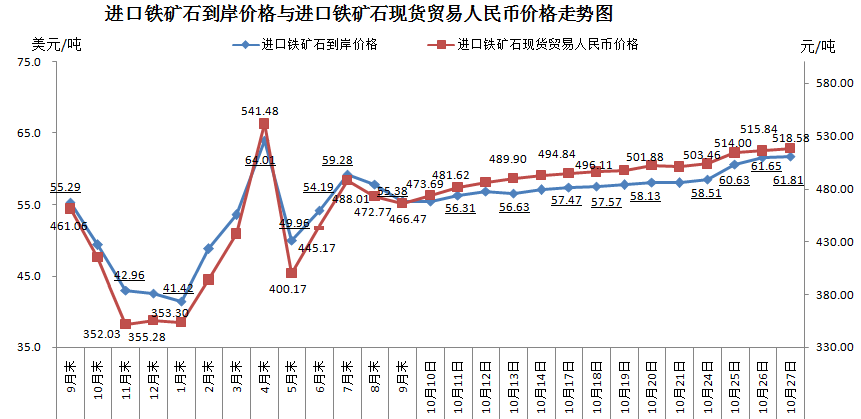 进口铁矿石到岸价格与进口铁矿石现货贸易人民币价格走势图
美元/吨
进口铁矿石到岸价格
进口铁矿石现货贸易人民币价格
元/吨
75.0
65.0
55.0
45.0
35.0
580.00
530.00
480.00
430.00
380.00
330.00
55.29
461.06
352.03
42.96
355.28
353.30
41.42
541.48
64.01
49.96
400.17
54.19
445.17
59.28
488.01
472.77
55.38
466.47
473.69
481.62
56.31
489.90
56.63
494.84
57.47
496.11
57.57
501.88
58.13
503.46
58.51
514.00
60.63
515.84
61.65
518.58
61.81
9月末
10月末
11月末
12月末
1月末
2月末
3月末
4月末
5月末
6月末
7月末
8月末
9月末
10月10日
10月11日
10月12日
10月13日
10月14日
10月17日
10月18日
10月19日
10月20日
10月21日
10月24日
10月25日
10月26日
10月27日